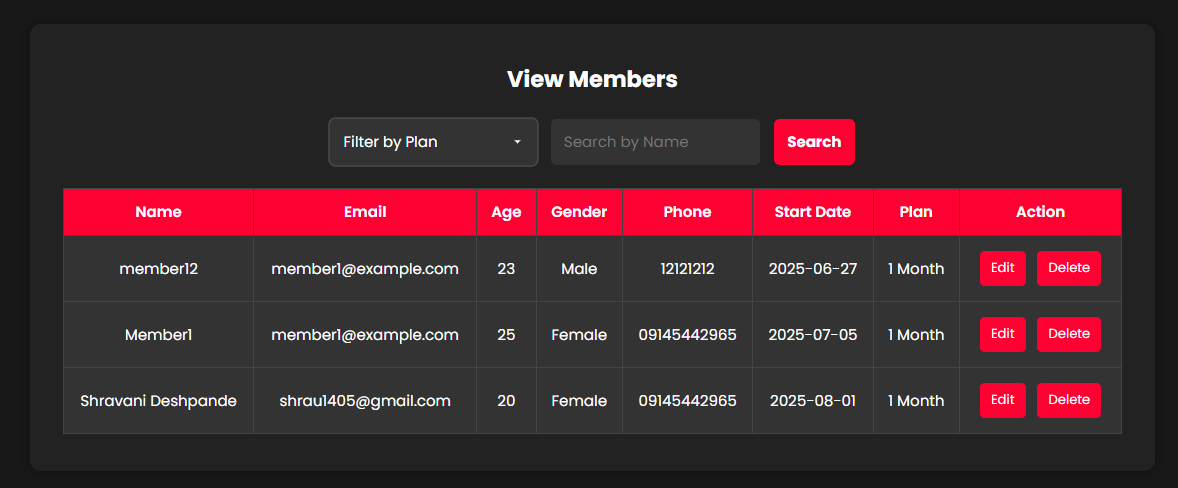 View Members
Filter by Plan Search by Name Search
Name Email Age Gender Phone Start Date Plan Action
member12 member1@example.com 23 Male 12121212 2025-06-27 1 Month Edit Delete
Member1 member1@example.com 25 Female 09145442965 2025-07-05 1 Month Edit Delete
Shravani Deshpande shrau1405@gmail.com 20 Female 09145442965 2025-08-01 1 Month Edit Delete